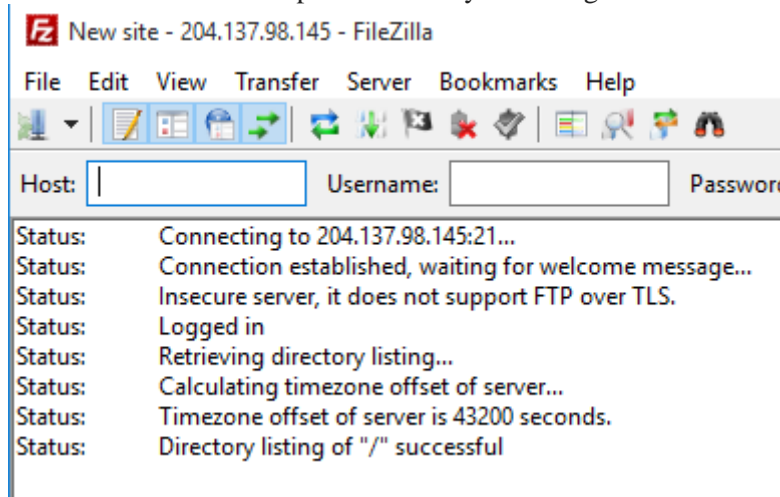 New site - 204.137.98.145 - FileZilla
File Edit View Transfer Server Bookmarks Help
Host: Username: Passwor
Status: Connecting to 204.137.98.145:21...
Status: Connection established, waiting for welcome message...
Status: Insecure server, it does not support FTP over TLS.
Status: Logged in
Status: Retrieving directory listing...
Status: Calculating timezone offset of server...
Status: Timezone offset of server is 43200 seconds.
Status: Directory listing of "/" successful